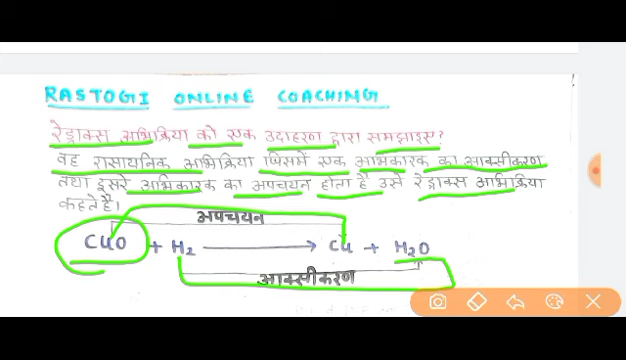 RASTOGI ONLINE COACHING
रेड़ाक्स अभिक्रिया को एक उदाहरण द्वारा समझाइए?
वह रासायनिक अभिक्रिया जिसमें एक अभिकारक का आक्सीकरण
तथा दूसरे अभिकारक का अपचयन होता है उसे रेड़ाक्स अभिक्रिया
कहते है।
अपचयन
CuO + H₂ → Cu + H₂O
आक्सीकरण